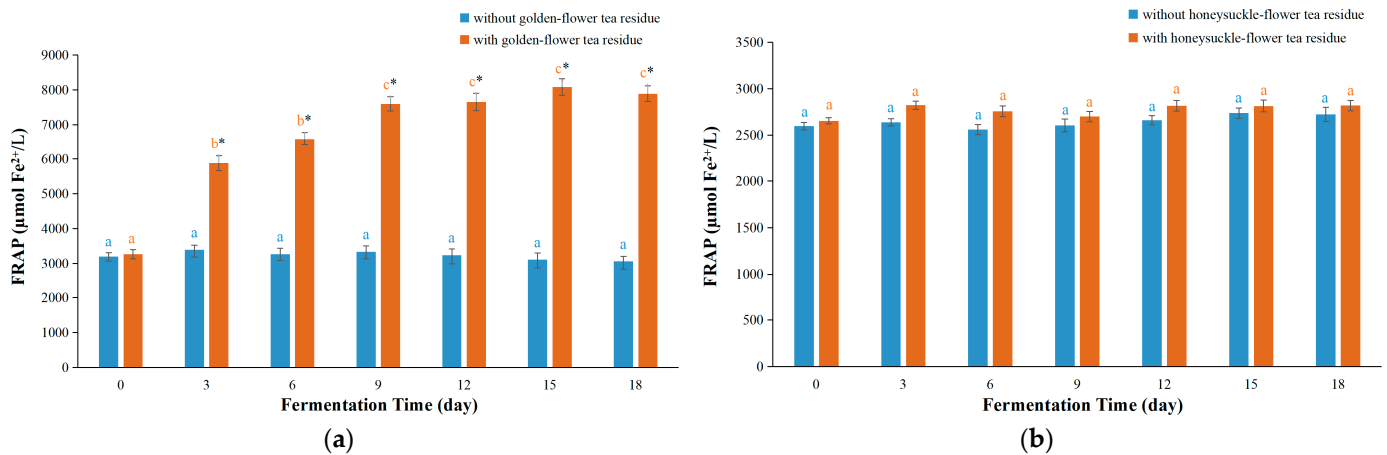 without golden-flower tea residue
with golden-flower tea residue
9000
8000
7000
6000
5000
4000
3000
2000
1000
0
FRAP (μmol Fe²⁺/L)
a a
a b*
a b*
a c*
a c*
a c*
a c*
0 3 6 9 12 15 18
Fermentation Time (day)
(a)
without honeysuckle-flower tea residue
with honeysuckle-flower tea residue
3500
3000
2500
2000
1500
1000
500
0
FRAP (μmol Fe²⁺/L)
a a
a a
a a
a a
a a
a a
a a
0 3 6 9 12 15 18
Fermentation Time (day)
(b)